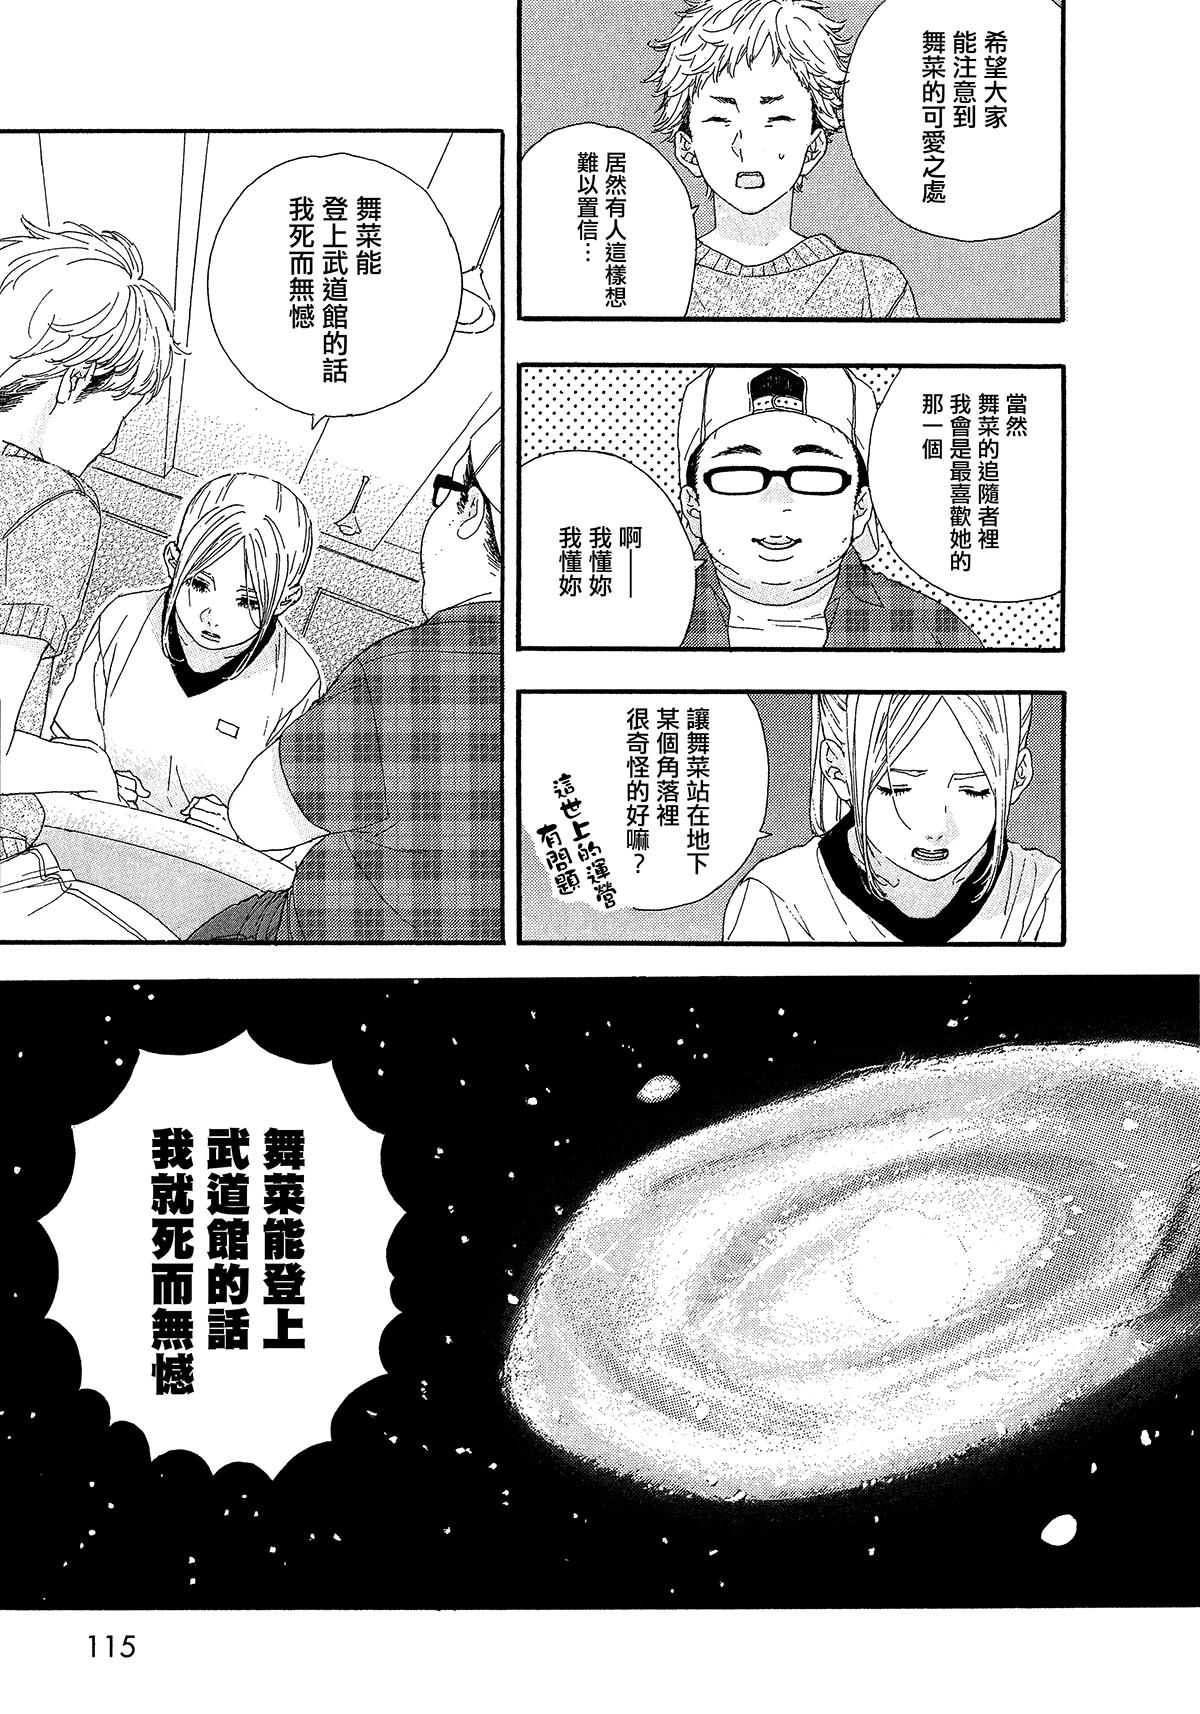 希望大家
能注意到
舞菜的可愛之處
居然有人這樣想
難以置信…
當然
舞菜的追隨者裡
我會是最喜歡她的
那一個
啊——
我懂妳
我懂妳
讓舞菜站在地下
某個角落裡
很奇怪的好嘛？
這世上的運營
有問題
舞菜能
登上武道館的話
我死而無憾
舞菜能登上
武道館的話
我就死而無憾
115